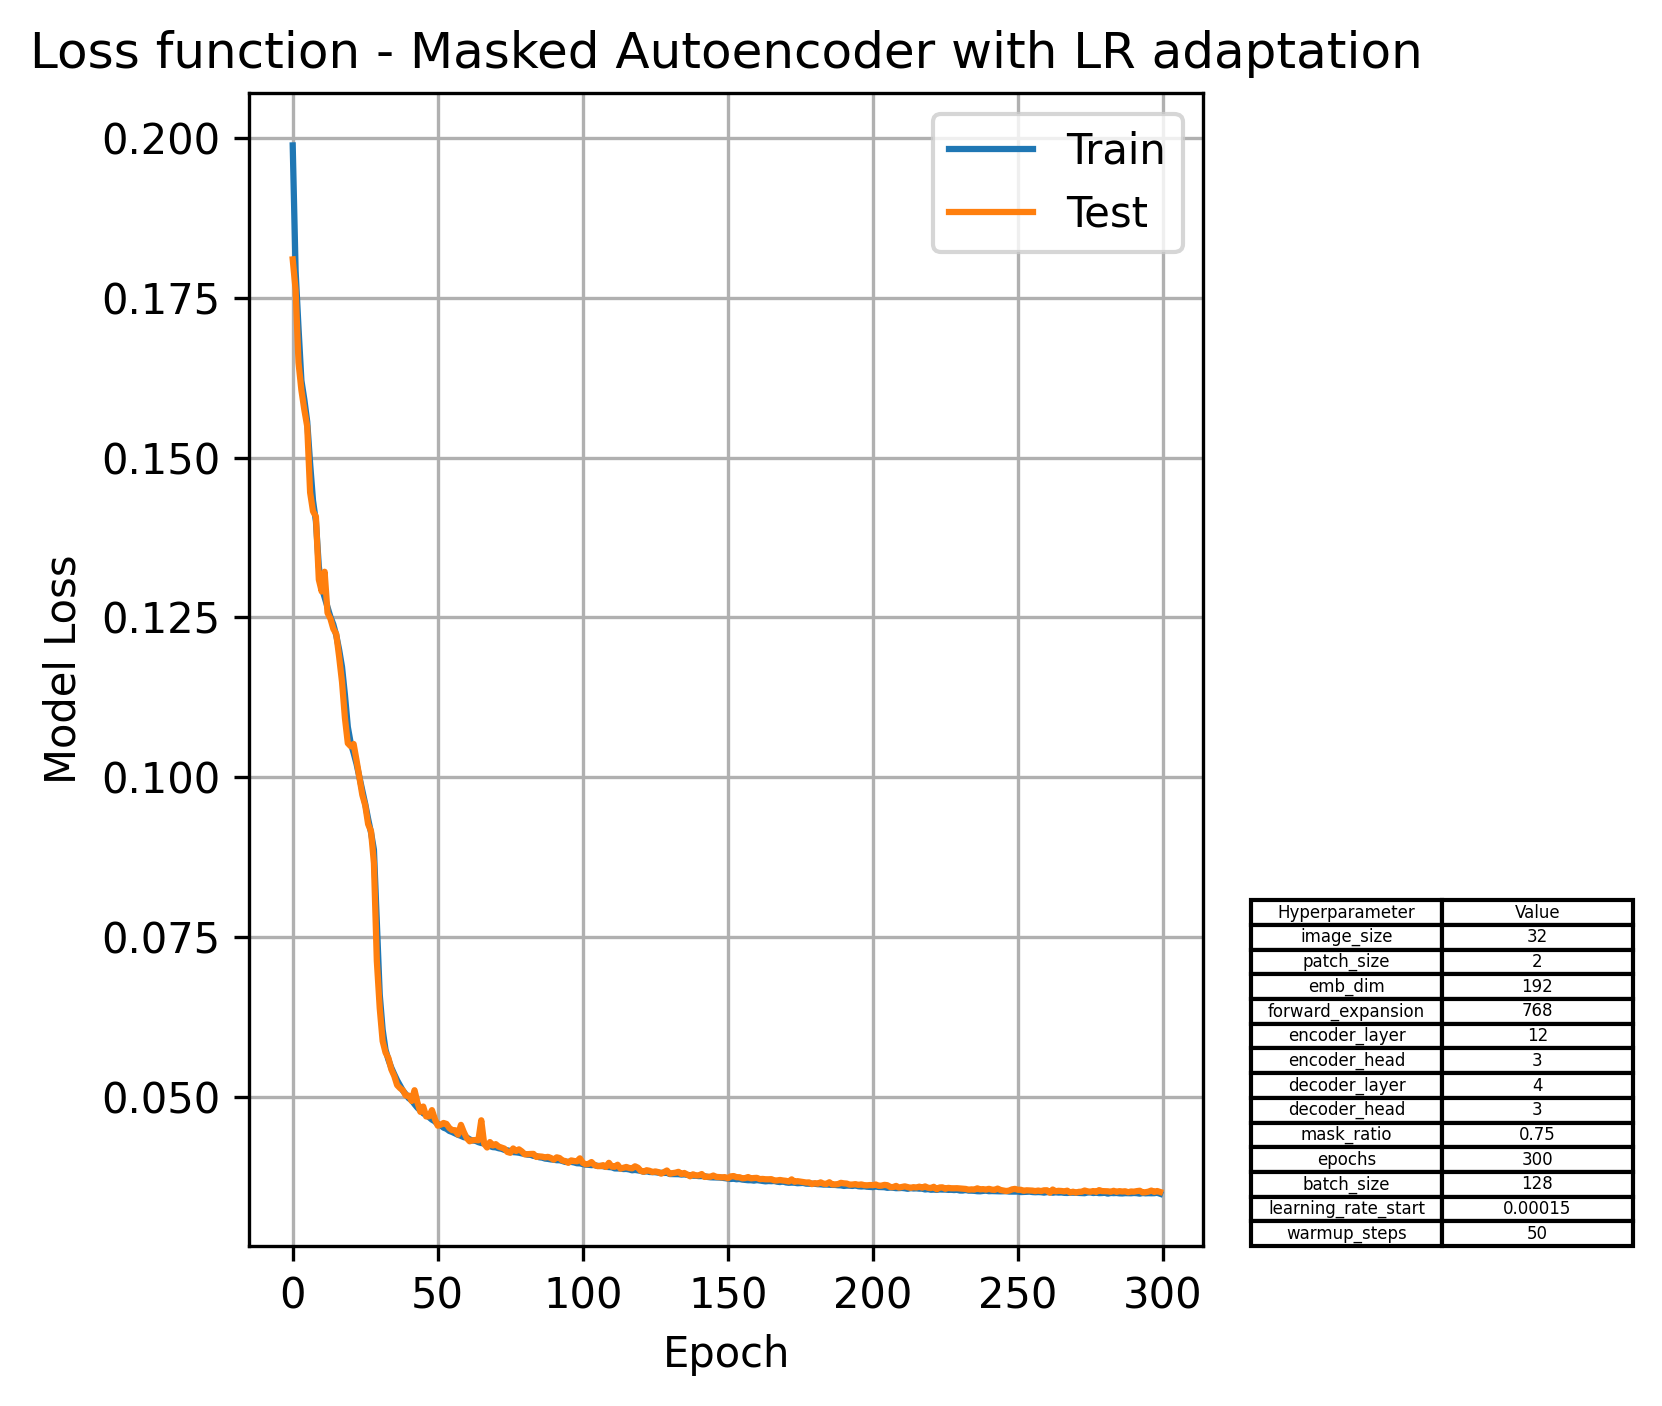 Loss function - Masked Autoencoder with LR adaptation
0.200
0.175
0.150
0.125
0.100
0.075
0.050
Model Loss
Train
Test
0 50 100 150 200 250 300
Epoch
Hyperparameter Value
image_size 32
patch_size 2
emb_dim 192
forward_expansion 768
encoder_layer 12
encoder_head 3
decoder_layer 4
decoder_head 3
mask_ratio 0.75
epochs 300
batch_size 128
learning_rate_start 0.00015
warmup_steps 50